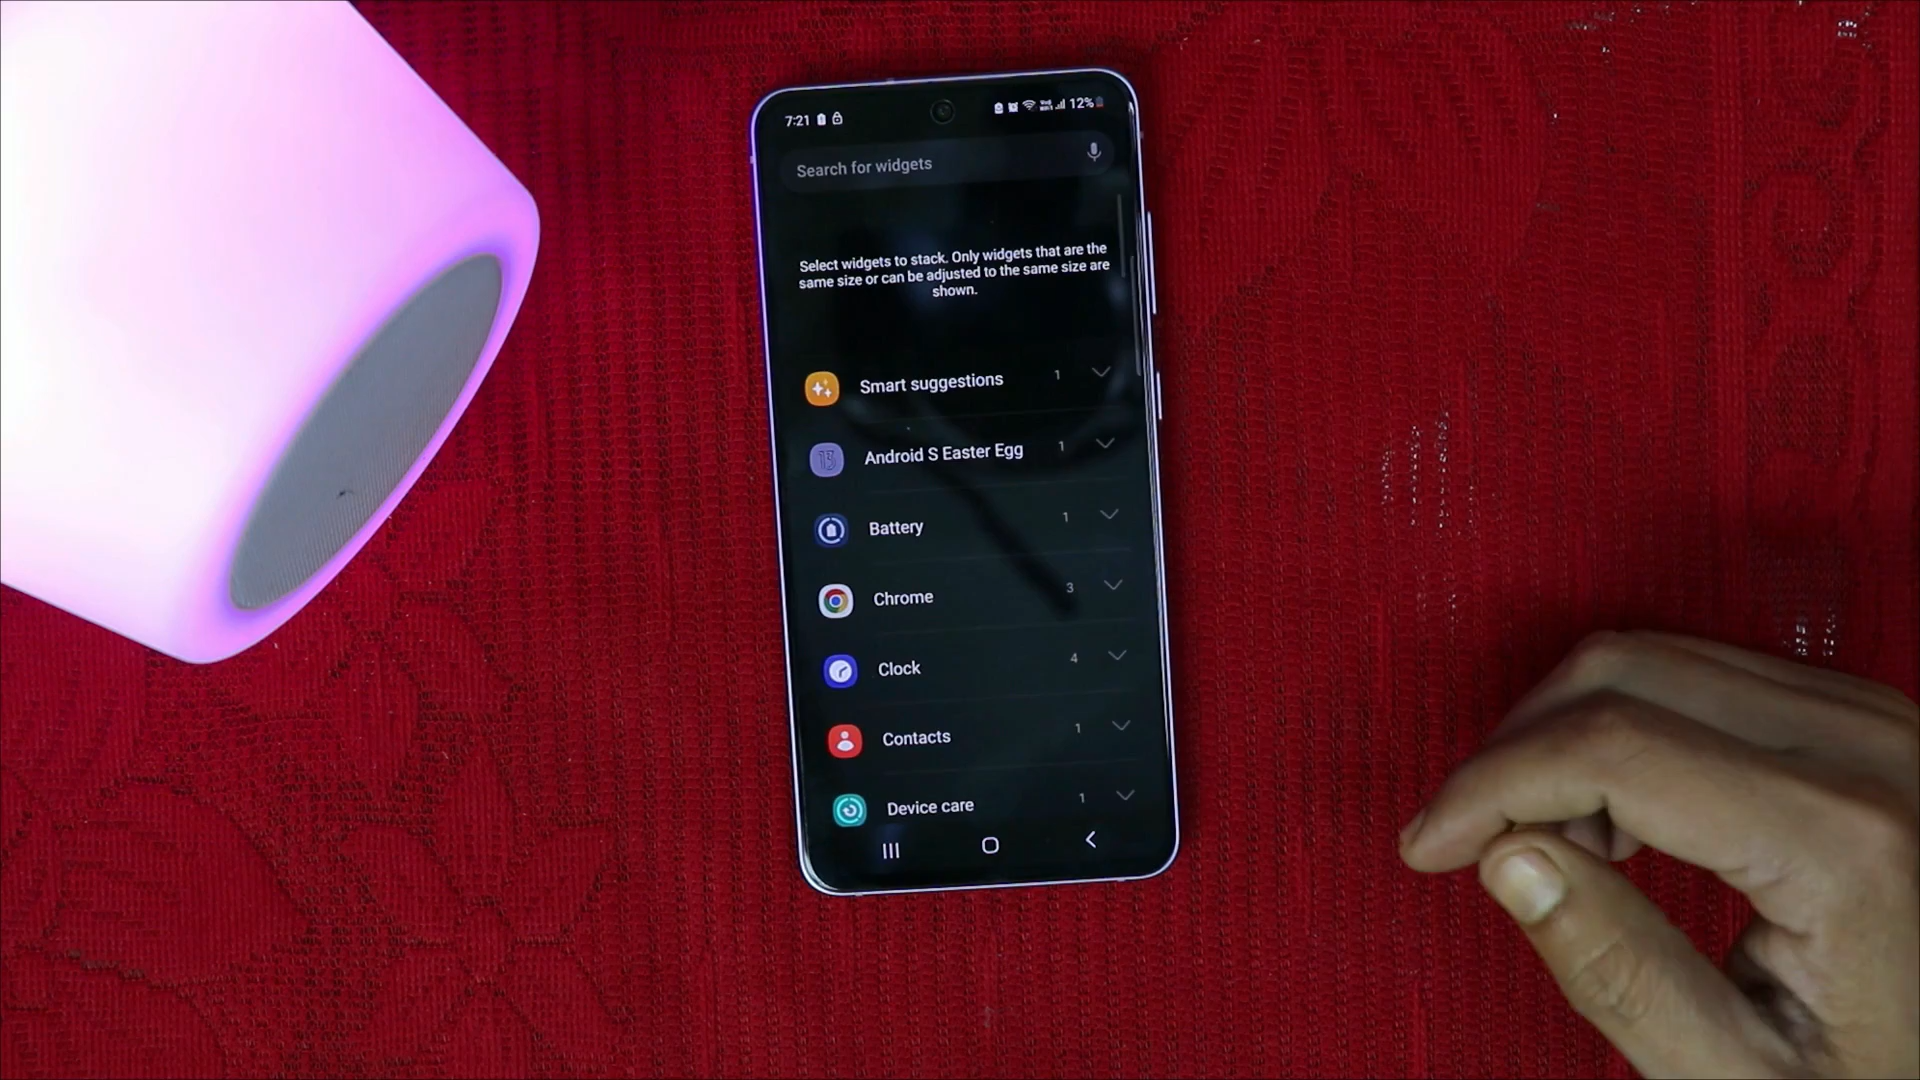 7:21
12%
Search for widgets
Select widgets to stack. Only widgets that are the
same size or can be adjusted to the same size are
shown.
Smart suggestions 1
Android S Easter Egg 1
Battery 1
Chrome 3
Clock 4
Contacts 1
Device care 1